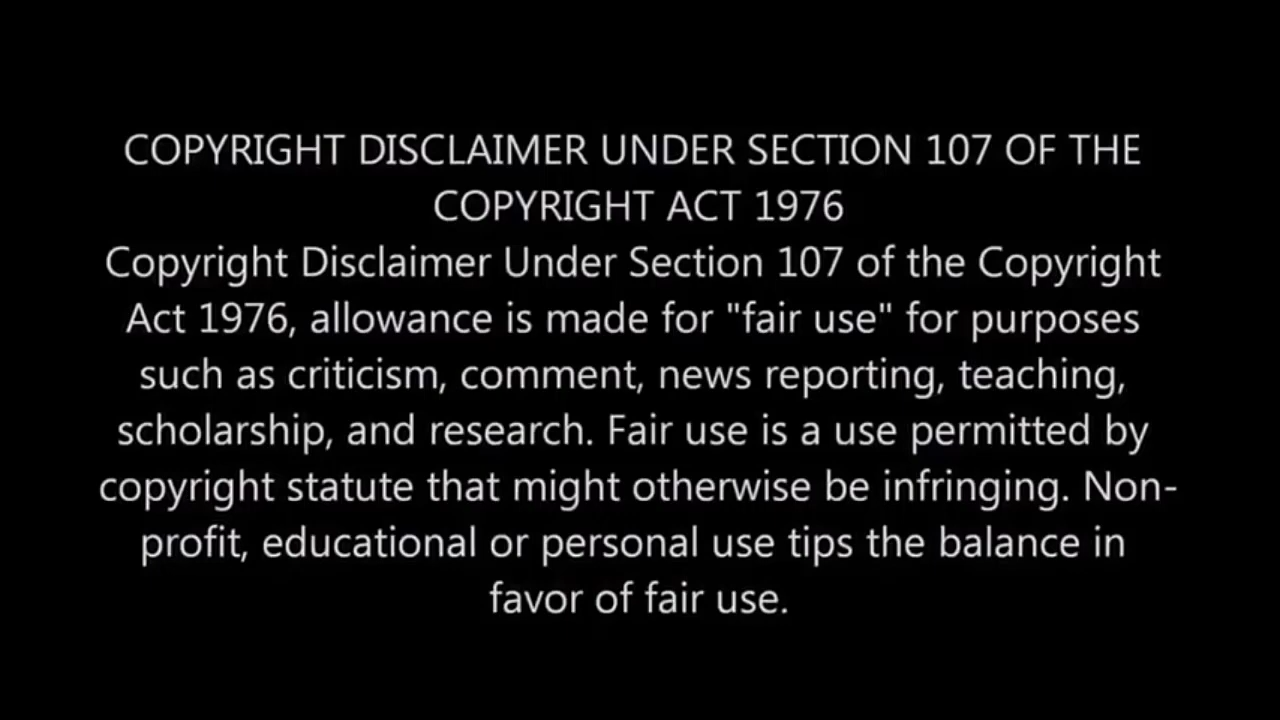 COPYRIGHT DISCLAIMER UNDER SECTION 107 OF THE
COPYRIGHT ACT 1976
Copyright Disclaimer Under Section 107 of the Copyright
Act 1976, allowance is made for "fair use" for purposes
such as criticism, comment, news reporting, teaching,
scholarship, and research. Fair use is a use permitted by
copyright statute that might otherwise be infringing. Non-
profit, educational or personal use tips the balance in
favor of fair use.